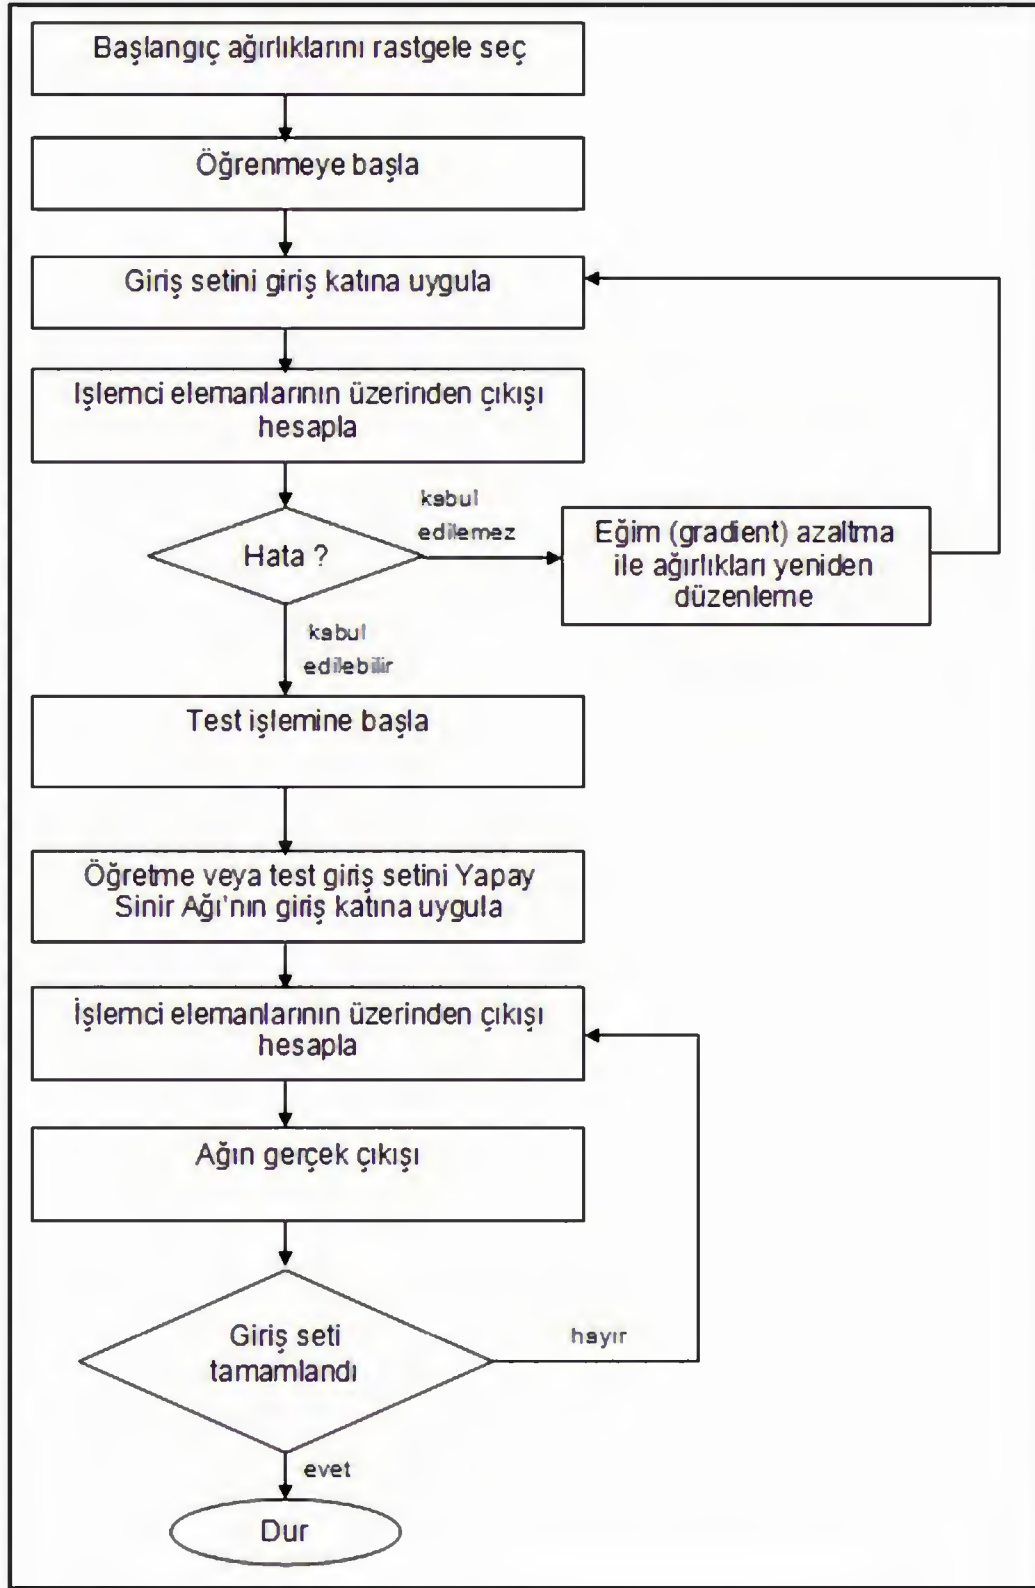 Başlangıç ağırlıklarını rastgele seç
Öğrenmeye başla
Giriş setini giriş katına uygula
İşlemci elemanlarının üzerinden çıkışı
hesapla
Hata ?
kabul
edilemez
Eğim (gradient) azaltma
ile ağırlıkları yeniden
düzenleme
kabul
edilebilir
Test işlemine başla
Öğretme veya test giriş setini Yapay
Sinir Ağı'nın giriş katına uygula
İşlemci elemanlarının üzerinden çıkışı
hesapla
Ağın gerçek çıkışı
Giriş seti
tamamlandı
hayır
evet
Dur